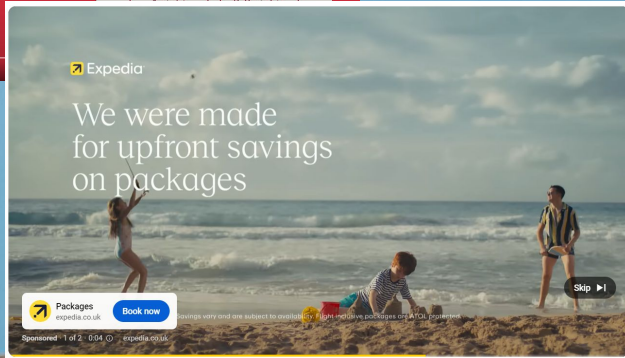 Expedia
We were made
for upfront savings
on packages
Skip
Packages
expedia.co.uk
Book now
Savings vary and are subject to availability. Flight inclusive packages are ATOL protected.
Sponsored · 1 of 2 · 0:04 expedia.co.uk